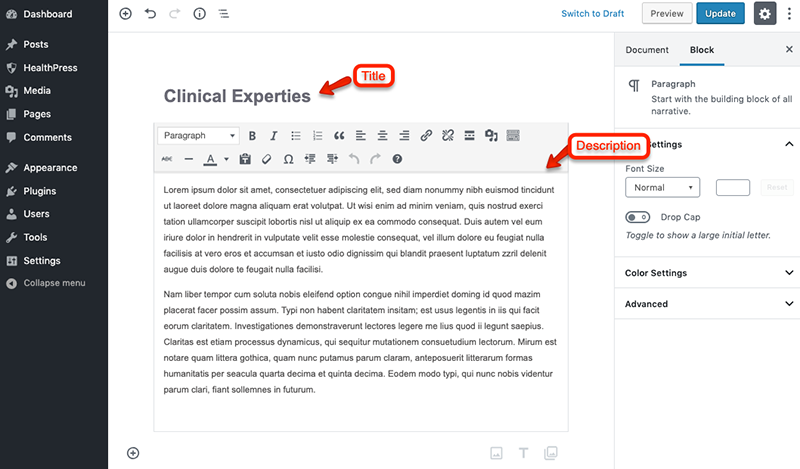 Dashboard
Posts
HealthPress
Media
Pages
Comments
Appearance
Plugins
Users
Tools
Settings
Collapse menu
Switch to Draft
Preview
Update
Clinical Experties
Title
Paragraph
B I
ABC
A
Description
Lorem ipsum dolor sit amet, consectetuer adipiscing elit, sed diam nonummy nibh euismod tincidunt
ut laoreet dolore magna aliquam erat volutpat. Ut wisi enim ad minim veniam, quis nostrud exerci
tation ullamcorper suscipit lobortis nisl ut aliquip ex ea commodo consequat. Duis autem vel eum
iriure dolor in hendrerit in vulputate velit esse molestie consequat, vel illum dolore eu feugiat nulla
facilisis at vero eros et accumsan et iusto odio dignissim qui blandit praesent luptatum zzril delenit
augue duis dolore te feugait nulla facilisi.
Nam liber tempor cum soluta nobis eleifend option congue nihil imperdiet doming id quod mazim
placerat facer possim assum. Typi non habent claritatem insitam; est usus legentis in iis qui facit
eorum claritatem. Investigationes demonstraverunt lectores legere me lius quod ii legunt saepius.
Claritas est etiam processus dynamicus, qui sequitur mutationem consuetudium lectorum. Mirum est
notare quam littera gothica, quam nunc putamus parum claram, anteposuerit litterarum formas
humanitatis per seacula quarta decima et quinta decima. Eodem modo typi, qui nunc nobis videntur
parum clari, fiant sollemnes in futurum.
Document
Block
Paragraph
Start with the building block of all
narrative.
Settings
Font Size
Normal
Reset
Drop Cap
Toggle to show a large initial letter.
Color Settings
Advanced